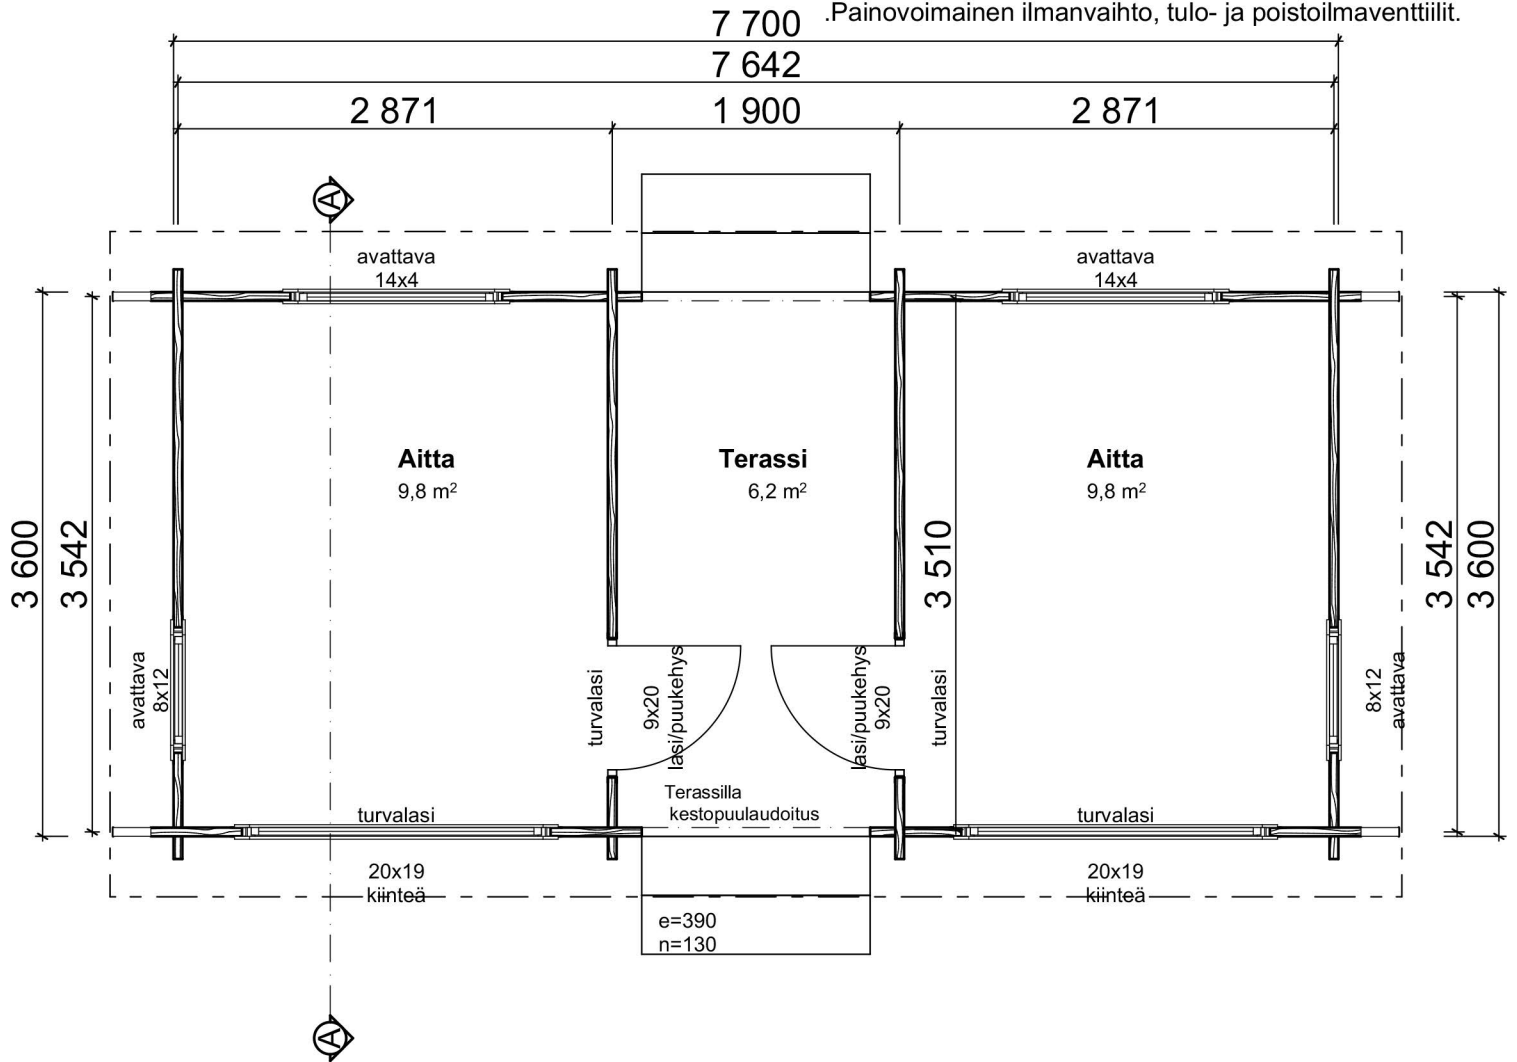 .Painovoimainen ilmanvaihto, tulo- ja poistoilmaventtiilit.
7 700
7 642
2 871
1 900
2 871
A
avattava
14x4
avattava
14x4
Aitta
9,8 m²
Terassi
6,2 m²
Aitta
9,8 m²
3 600
3 542
3 510
3 542
3 600
avattava
8x12
turvalasi
9x20
lasi/puukehys
lasi/puukehys
9x20
turvalasi
8x12
avattava
Terassilla
kestopuulaudoitus
turvalasi
turvalasi
20x19
kiinteä
20x19
kiinteä
e=390
n=130
A